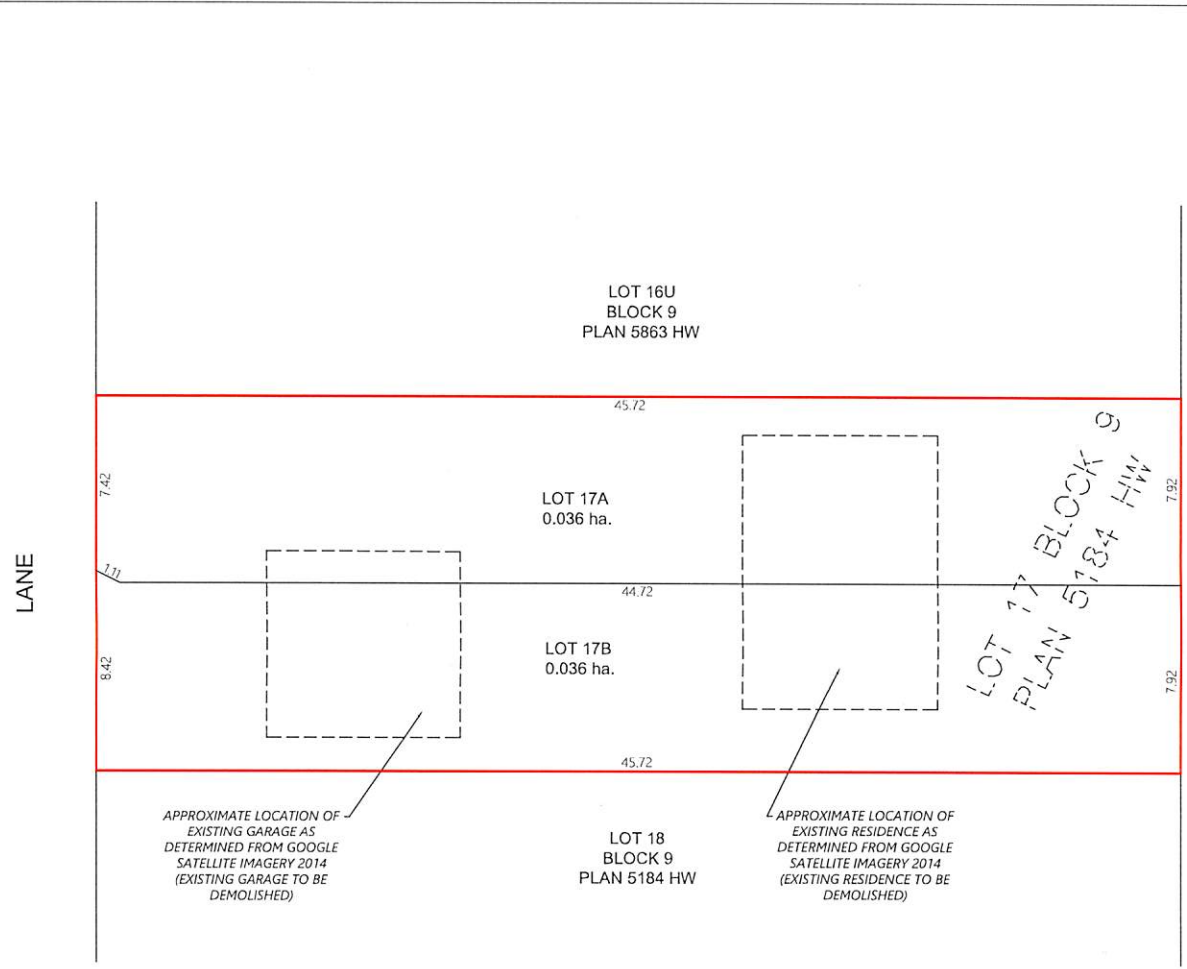 LOT 16U
BLOCK 9
PLAN 5863 HW
45.72
7.42
LOT 17A
0.036 ha.
LOT 17 BLOCK 9
PLAN 5184 HW
7.92
LANE
1.11
44.72
8.42
LOT 17B
0.036 ha.
7.92
45.72
APPROXIMATE LOCATION OF
EXISTING GARAGE AS
DETERMINED FROM GOOGLE
SATELLITE IMAGERY 2014
(EXISTING GARAGE TO BE
DEMOLISHED)
LOT 18
BLOCK 9
PLAN 5184 HW
APPROXIMATE LOCATION OF
EXISTING RESIDENCE AS
DETERMINED FROM GOOGLE
SATELLITE IMAGERY 2014
(EXISTING RESIDENCE TO BE
DEMOLISHED)